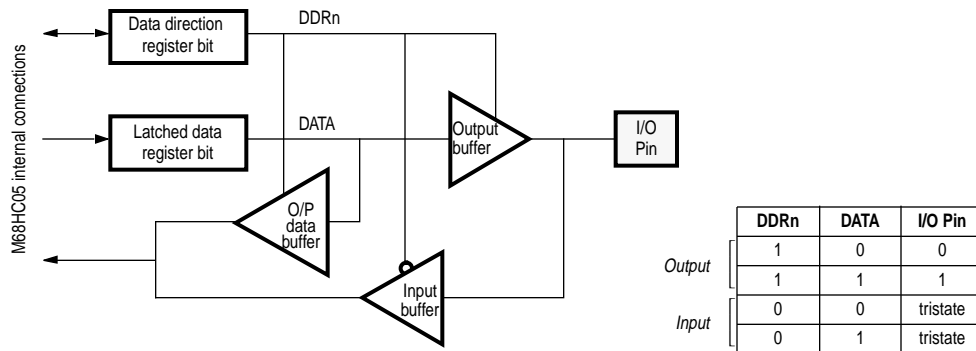 M68HC05 internal connections
Data direction
register bit
DDRn
Latched data
register bit
DATA
Output
buffer
I/O
Pin
O/P
data
buffer
Input
buffer
DDRn DATA I/O Pin
Output
1 0 0
1 1 1
Input
0 0 tristate
0 1 tristate